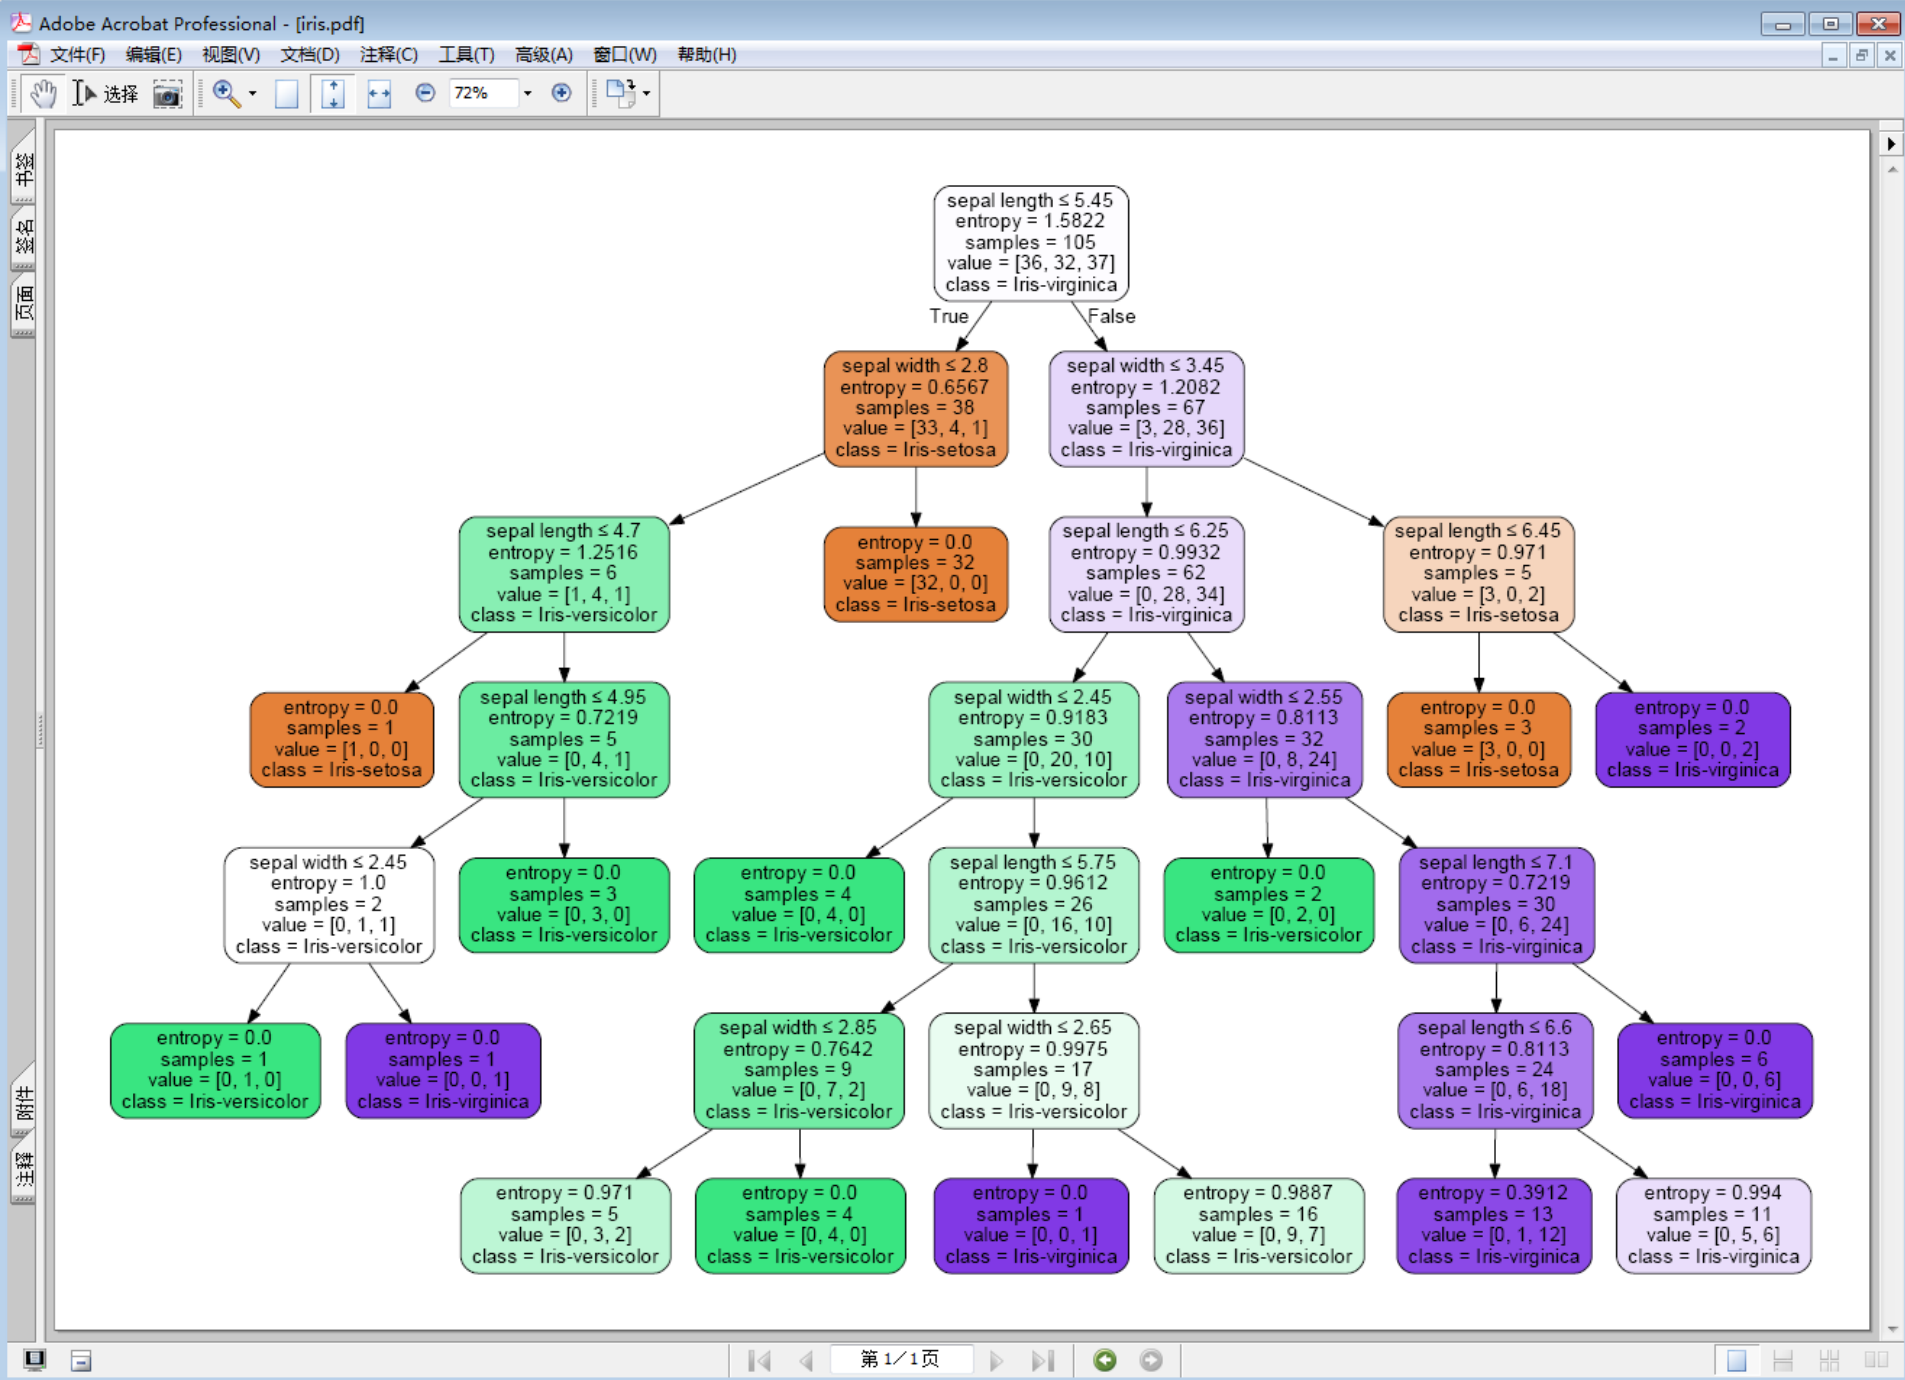 Adobe Acrobat Professional - [iris.pdf]
文件(F) 编辑(E) 视图(V) 文档(D) 注释(C) 工具(T) 高级(A) 窗口(W) 帮助(H)
选择 72%
书签
签名
页面
附件
注释
sepal length ≤ 5.45
entropy = 1.5822
samples = 105
value = [36, 32, 37]
class = Iris-virginica
True
False
sepal width ≤ 2.8
entropy = 0.6567
samples = 38
value = [33, 4, 1]
class = Iris-setosa
sepal width ≤ 3.45
entropy = 1.2082
samples = 67
value = [3, 28, 36]
class = Iris-virginica
sepal length ≤ 4.7
entropy = 1.2516
samples = 6
value = [1, 4, 1]
class = Iris-versicolor
entropy = 0.0
samples = 32
value = [32, 0, 0]
class = Iris-setosa
sepal length ≤ 6.25
entropy = 0.9932
samples = 62
value = [0, 28, 34]
class = Iris-virginica
sepal length ≤ 6.45
entropy = 0.971
samples = 5
value = [3, 0, 2]
class = Iris-setosa
entropy = 0.0
samples = 1
value = [1, 0, 0]
class = Iris-setosa
sepal length ≤ 4.95
entropy = 0.7219
samples = 5
value = [0, 4, 1]
class = Iris-versicolor
sepal width ≤ 2.45
entropy = 0.9183
samples = 30
value = [0, 20, 10]
class = Iris-versicolor
sepal width ≤ 2.55
entropy = 0.8113
samples = 32
value = [0, 8, 24]
class = Iris-virginica
entropy = 0.0
samples = 3
value = [3, 0, 0]
class = Iris-setosa
entropy = 0.0
samples = 2
value = [0, 0, 2]
class = Iris-virginica
sepal width ≤ 2.45
entropy = 1.0
samples = 2
value = [0, 1, 1]
class = Iris-versicolor
entropy = 0.0
samples = 3
value = [0, 3, 0]
class = Iris-versicolor
entropy = 0.0
samples = 4
value = [0, 4, 0]
class = Iris-versicolor
sepal length ≤ 5.75
entropy = 0.9612
samples = 26
value = [0, 16, 10]
class = Iris-versicolor
entropy = 0.0
samples = 2
value = [0, 2, 0]
class = Iris-versicolor
sepal length ≤ 7.1
entropy = 0.7219
samples = 30
value = [0, 6, 24]
class = Iris-virginica
entropy = 0.0
samples = 1
value = [0, 1, 0]
class = Iris-versicolor
entropy = 0.0
samples = 1
value = [0, 0, 1]
class = Iris-virginica
sepal width ≤ 2.85
entropy = 0.7642
samples = 9
value = [0, 7, 2]
class = Iris-versicolor
sepal width ≤ 2.65
entropy = 0.9975
samples = 17
value = [0, 9, 8]
class = Iris-versicolor
sepal length ≤ 6.6
entropy = 0.8113
samples = 24
value = [0, 6, 18]
class = Iris-virginica
entropy = 0.0
samples = 6
value = [0, 0, 6]
class = Iris-virginica
entropy = 0.971
samples = 5
value = [0, 3, 2]
class = Iris-versicolor
entropy = 0.0
samples = 4
value = [0, 4, 0]
class = Iris-versicolor
entropy = 0.0
samples = 1
value = [0, 0, 1]
class = Iris-virginica
entropy = 0.9887
samples = 16
value = [0, 9, 7]
class = Iris-versicolor
entropy = 0.3912
samples = 13
value = [0, 1, 12]
class = Iris-virginica
entropy = 0.994
samples = 11
value = [0, 5, 6]
class = Iris-virginica
第 1/1页